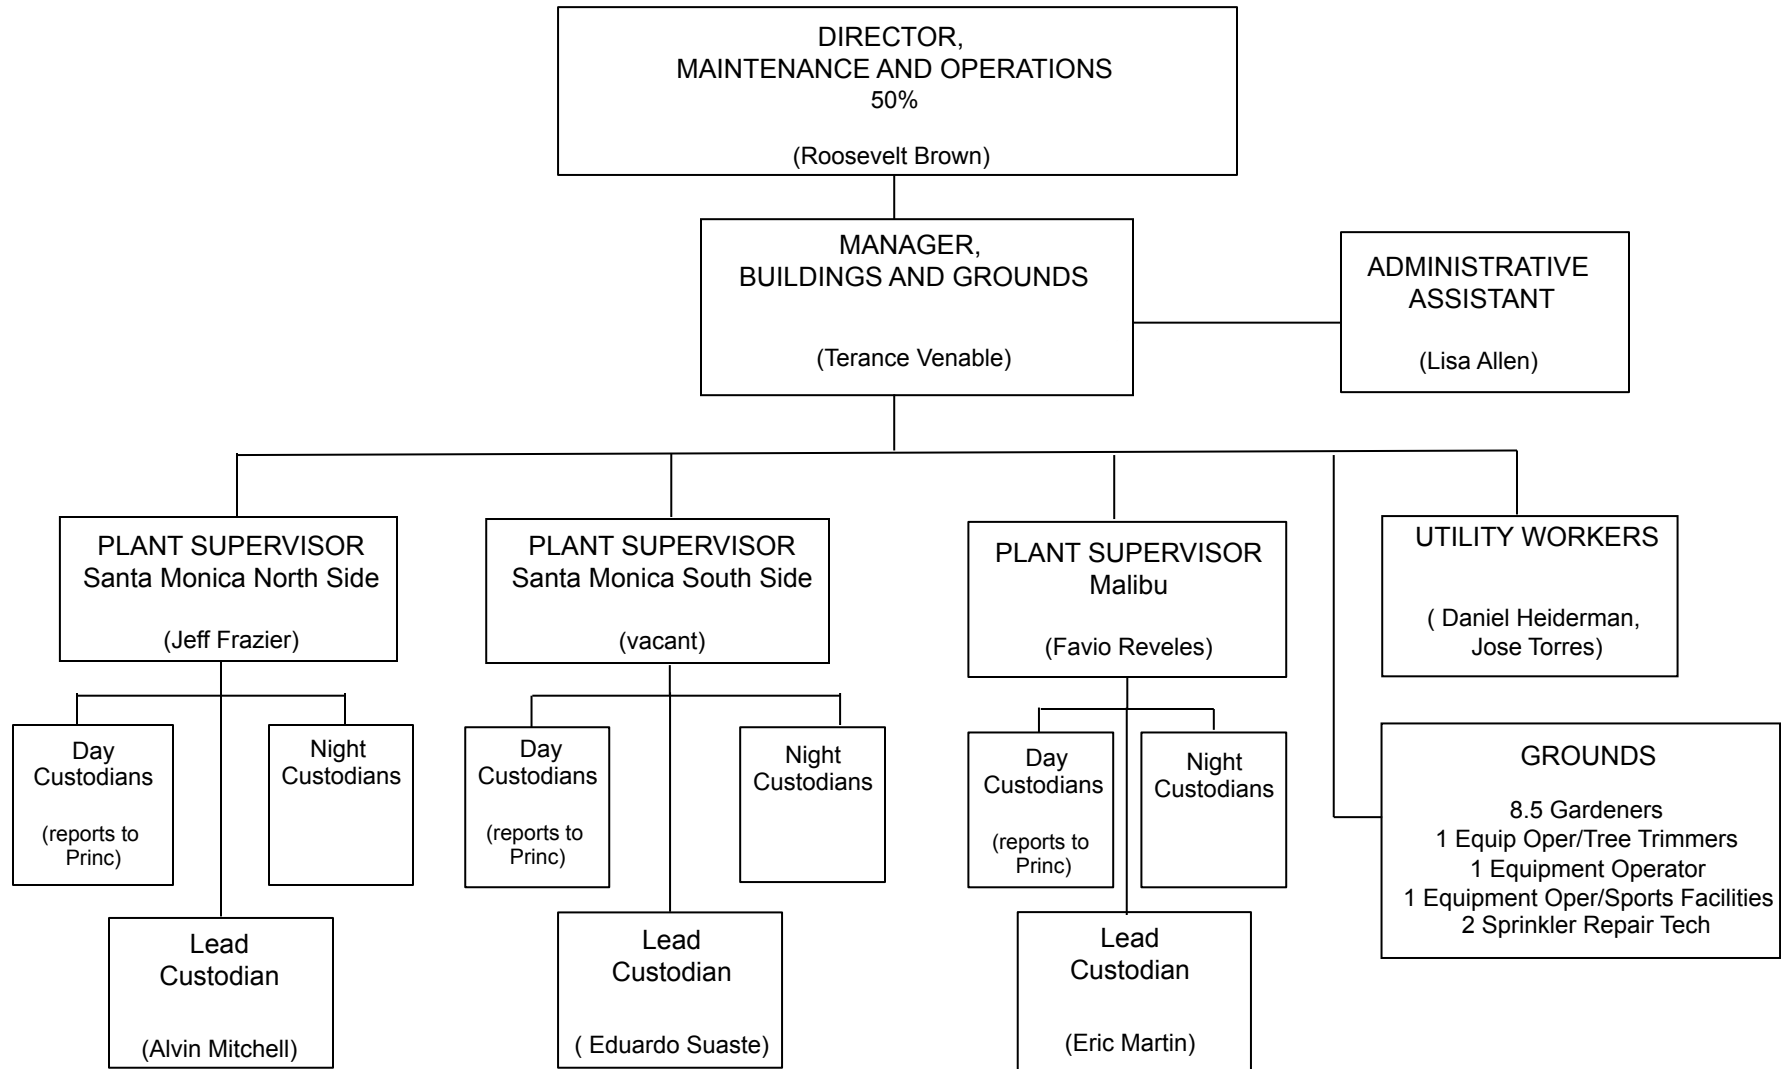 DIRECTOR,
MAINTENANCE AND OPERATIONS
50%
(Roosevelt Brown)
MANAGER,
BUILDINGS AND GROUNDS
(Terance Venable)
ADMINISTRATIVE
ASSISTANT
(Lisa Allen)
PLANT SUPERVISOR
Santa Monica North Side
(Jeff Frazier)
PLANT SUPERVISOR
Santa Monica South Side
(vacant)
PLANT SUPERVISOR
Malibu
(Favio Reveles)
UTILITY WORKERS
( Daniel Heiderman,
Jose Torres)
Day
Custodians
(reports to
Princ)
Night
Custodians
Day
Custodians
(reports to
Princ)
Night
Custodians
Day
Custodians
(reports to
Princ)
Night
Custodians
GROUNDS
8.5 Gardeners
1 Equip Oper/Tree Trimmers
1 Equipment Operator
1 Equipment Oper/Sports Facilities
2 Sprinkler Repair Tech
Lead
Custodian
(Alvin Mitchell)
Lead
Custodian
( Eduardo Suaste)
Lead
Custodian
(Eric Martin)